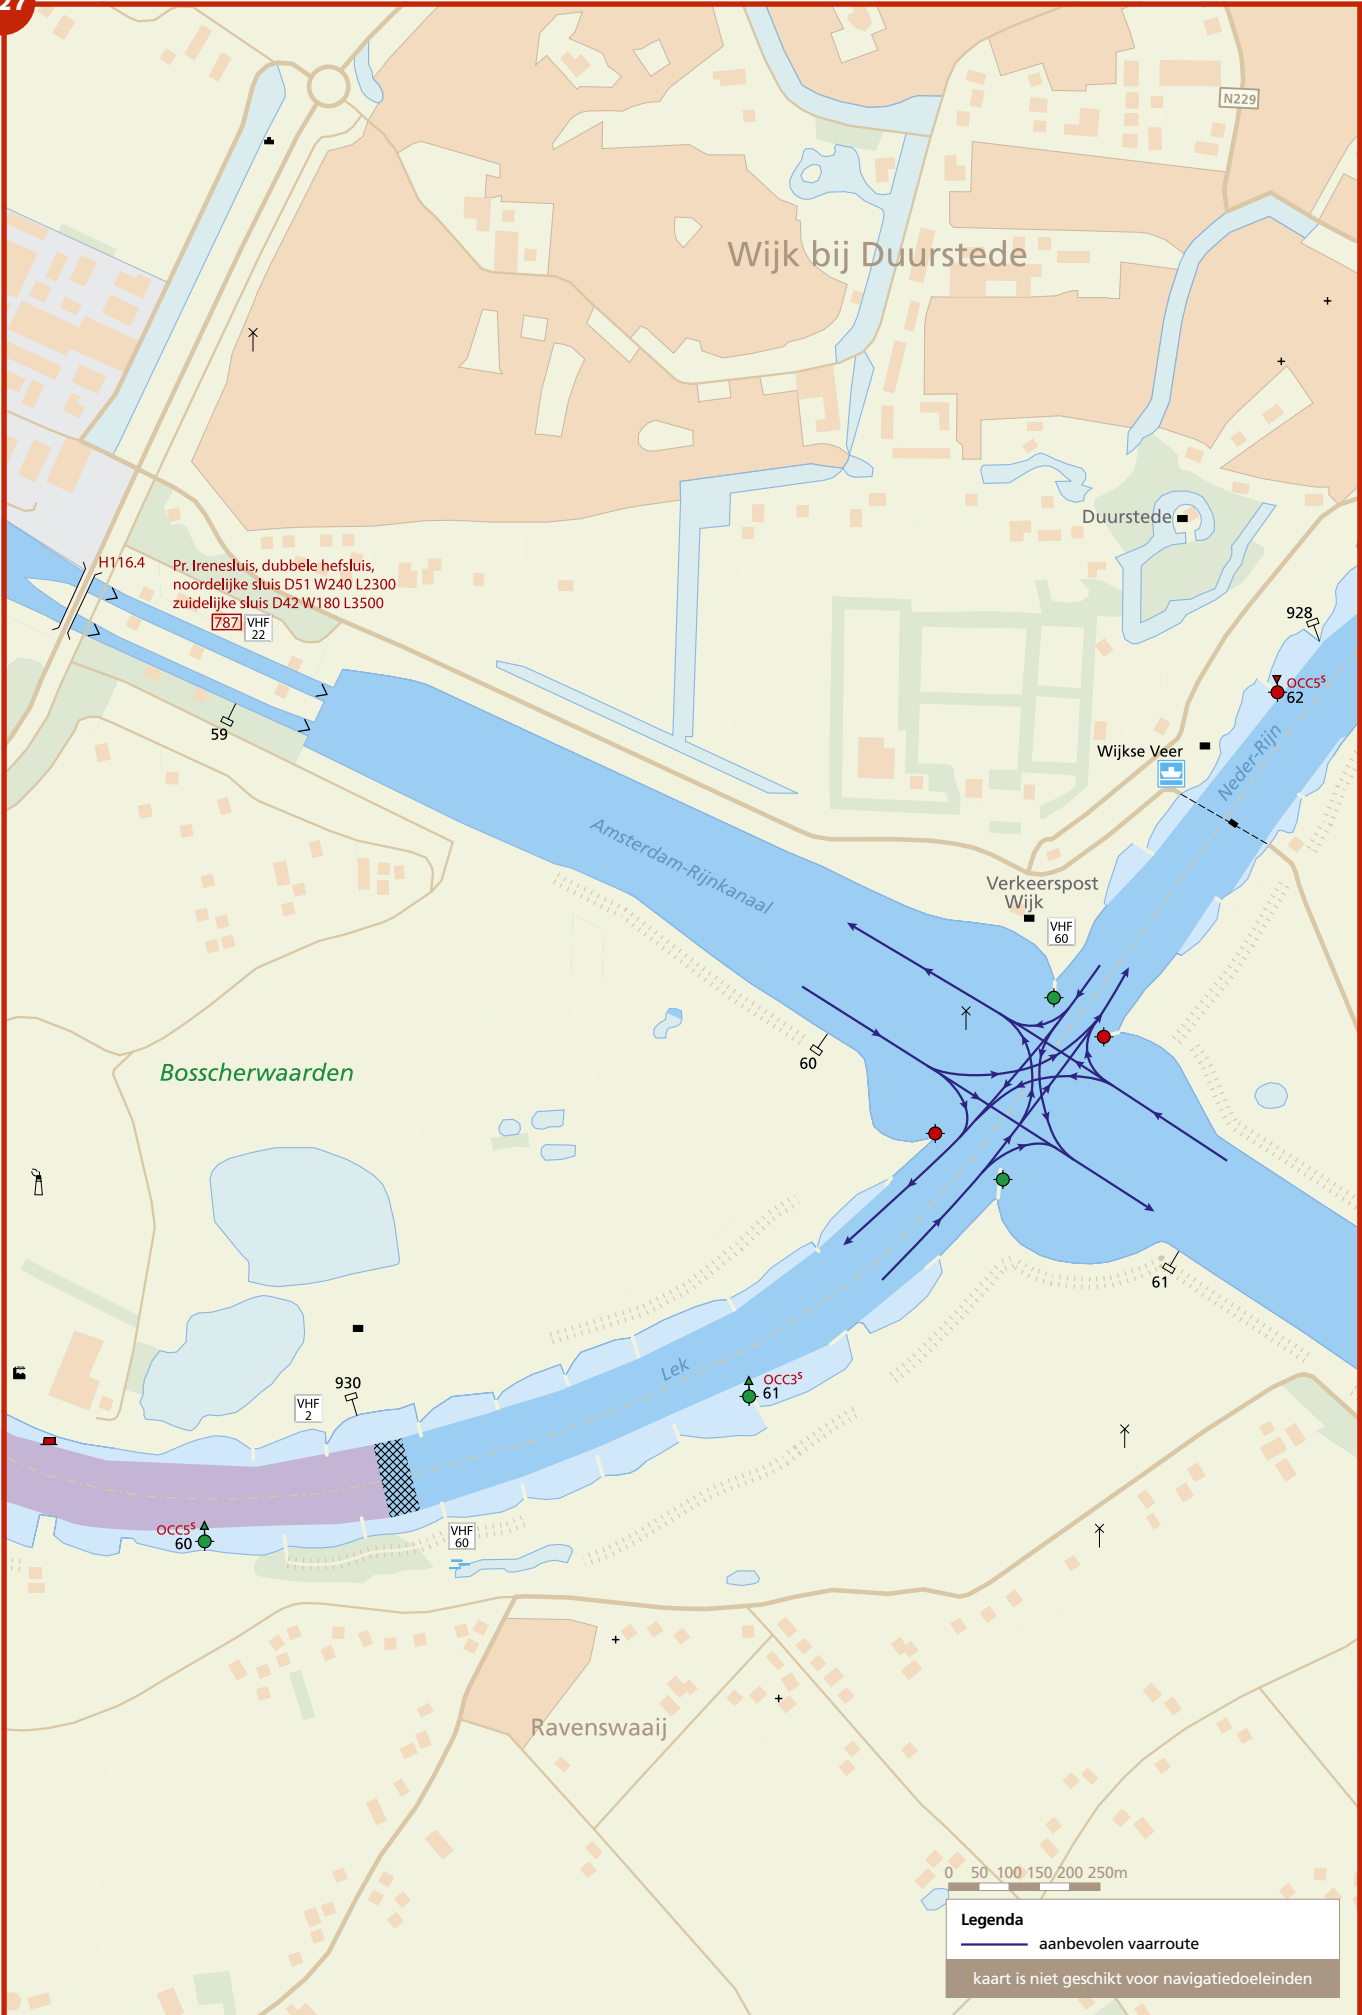 27
N229
Wijk bij Duurstede
Duurstede
H116.4
Pr. Irenesluis, dubbele hefsluis,
noordelijke sluis D51 W240 L2300
zuidelijke sluis D42 W180 L3500
787
VHF
22
928
OCC5s
62
59
Wijkse Veer
Neder-Rijn
Amsterdam-Rijnkanaal
Verkeerspost
Wijk
VHF
60
60
Bosscherwaarden
61
Lek
OCC3s
61
930
VHF
2
OCC5s
60
VHF
60
Ravenswaaij
0 50 100 150 200 250m
Legenda
aanbevolen vaarroute
kaart is niet geschikt voor navigatiedoeleinden